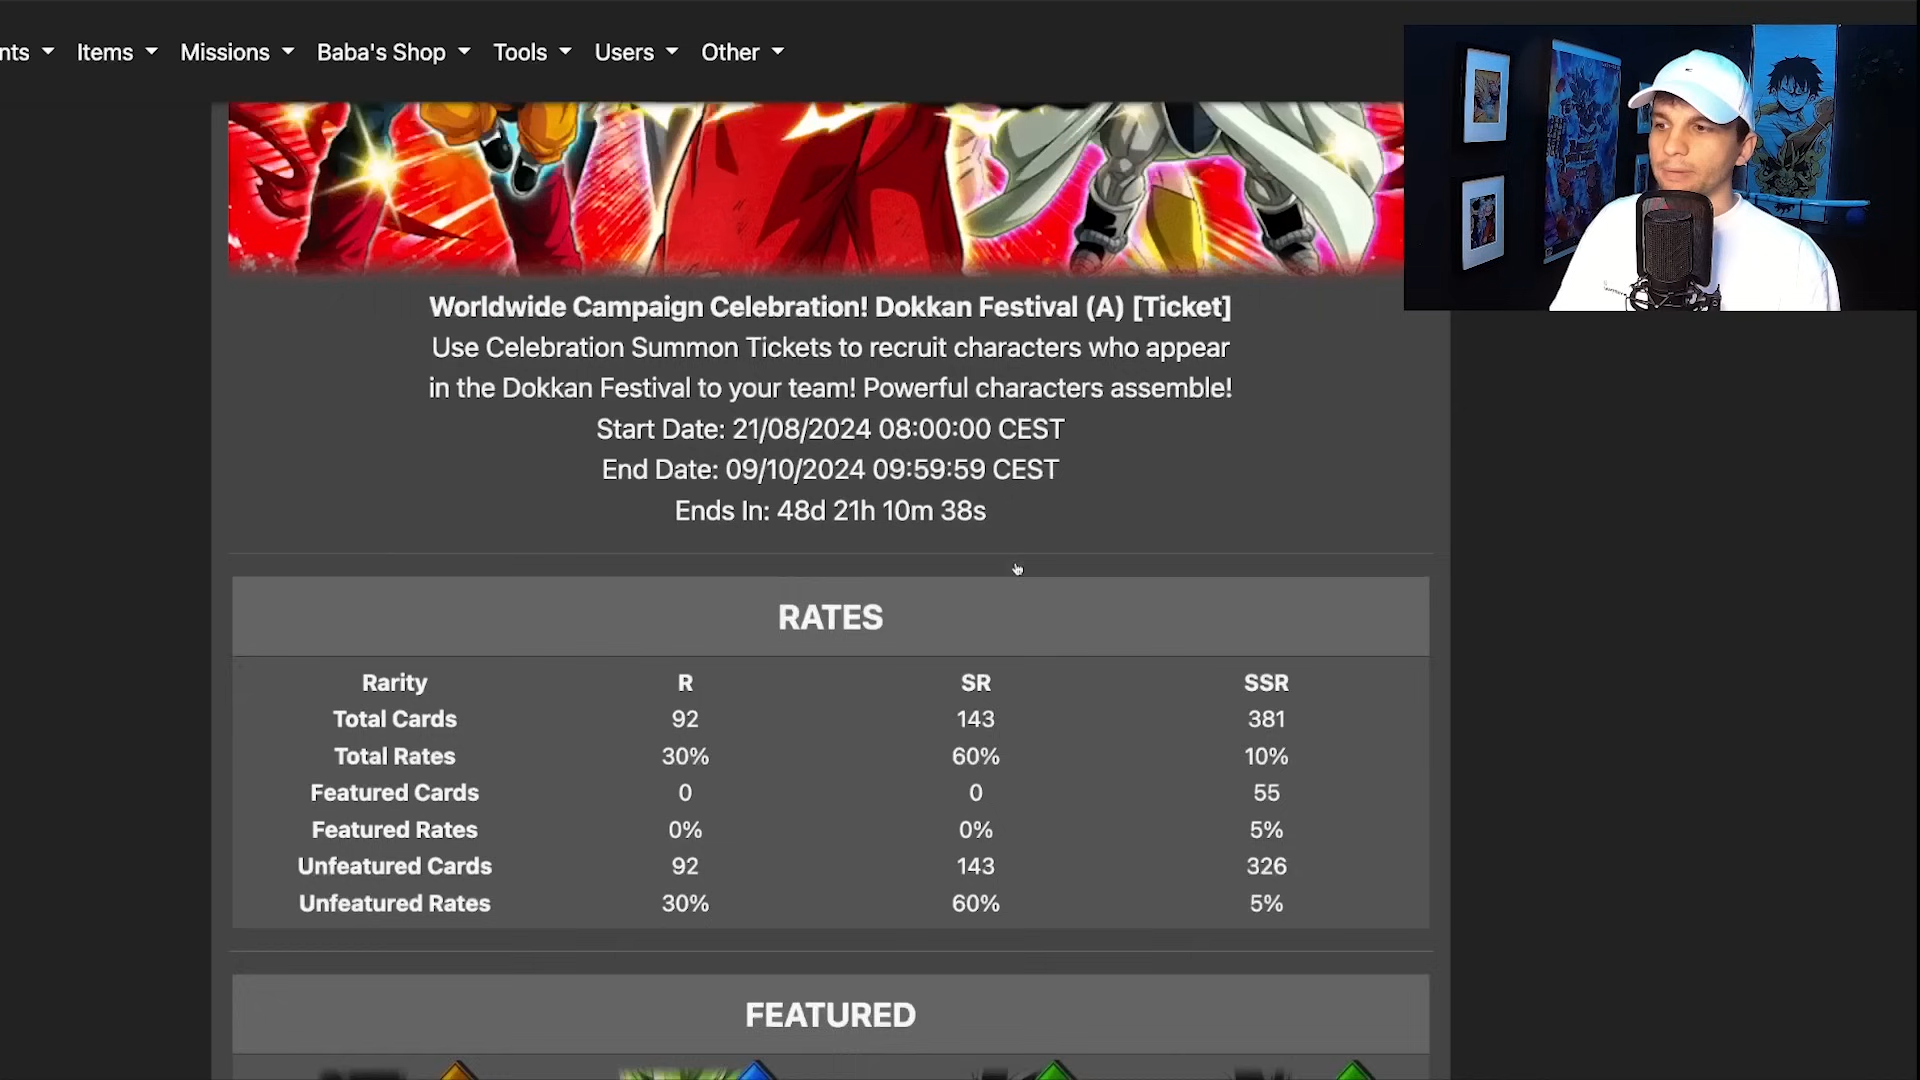 nts Items Missions Baba's Shop Tools Users Other
Worldwide Campaign Celebration! Dokkan Festival (A) [Ticket]
Use Celebration Summon Tickets to recruit characters who appear
in the Dokkan Festival to your team! Powerful characters assemble!
Start Date: 21/08/2024 08:00:00 CEST
End Date: 09/10/2024 09:59:59 CEST
Ends In: 48d 21h 10m 38s
RATES
Rarity R SR SSR
Total Cards 92 143 381
Total Rates 30% 60% 10%
Featured Cards 0 0 55
Featured Rates 0% 0% 5%
Unfeatured Cards 92 143 326
Unfeatured Rates 30% 60% 5%
FEATURED